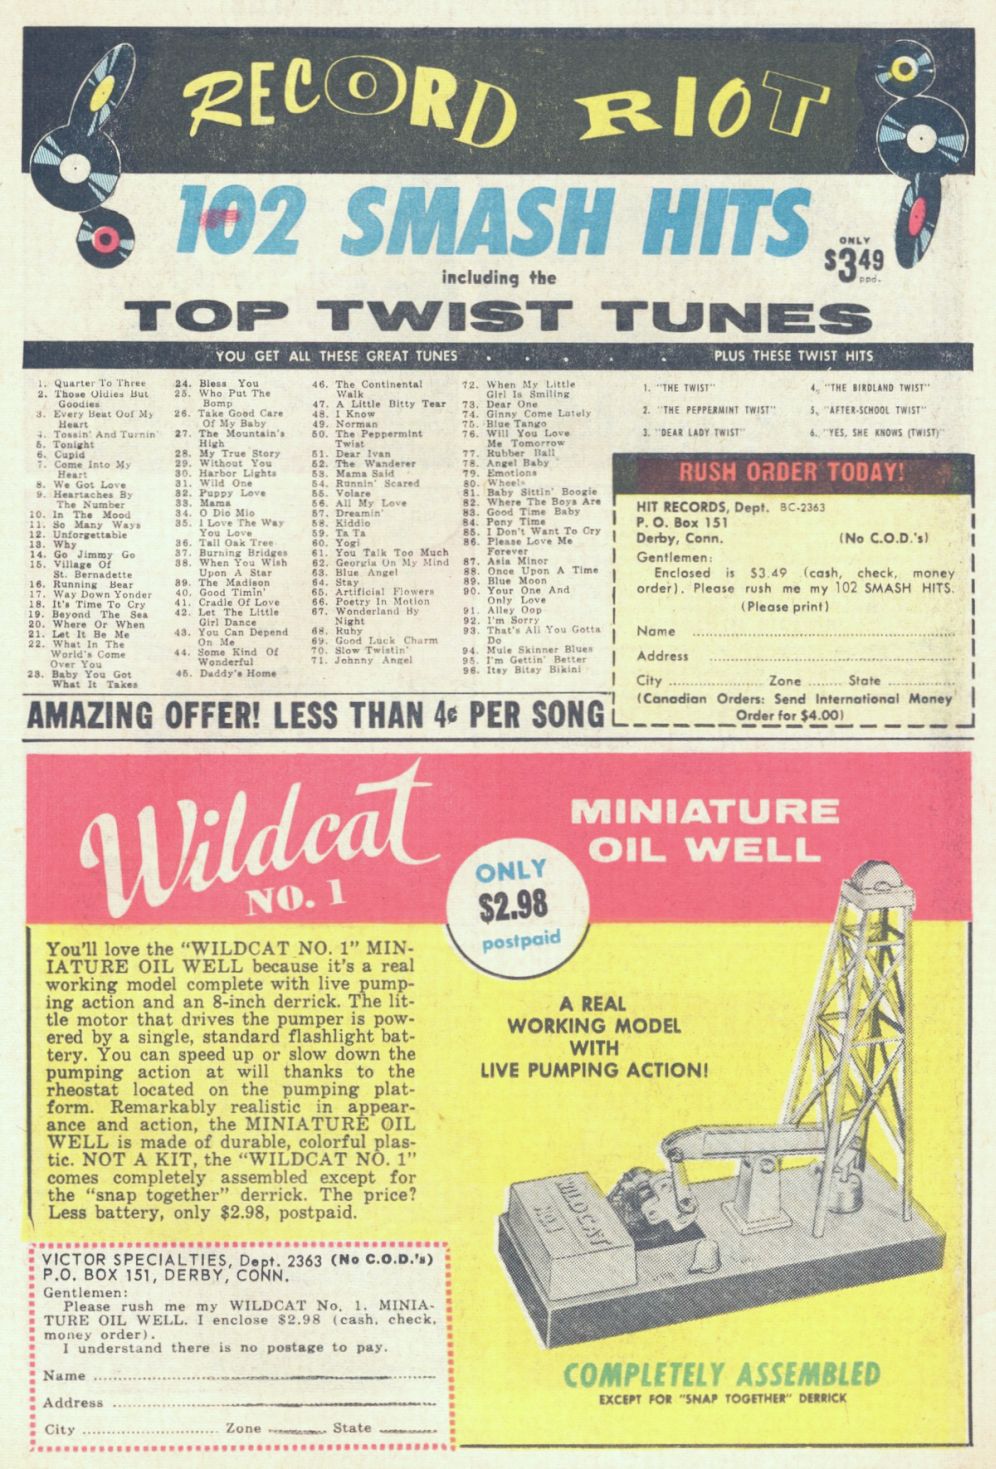 RECORD RIOT
102 SMASH HITS
ONLY
$3.49
ppd.
including the
TOP TWIST TUNES
YOU GET ALL THESE GREAT TUNES . . . . . PLUS THESE TWIST HITS
1. Quarter To Three
2. Those Oldies But
Goodies
3. Every Beat Oof My
Heart
4. Tossin' And Turnin'
5. Tonight
6. Cupid
7. Come Into My
Heart
8. We Got Love
9. Heartaches By
The Number
10. In The Mood
11. So Many Ways
12. Unforgettable
13. Why
14. Go Jimmy Go
15. Village Of
St. Bernadette
16. Running Bear
17. Way Down Yonder
18. It's Time To Cry
19. Beyond The Sea
20. Where Or When
21. Let It Be Me
22. What In The
World's Come
Over You
23. Baby You Got
What It Takes
24. Bless You
25. Who Put The
Bomp
26. Take Good Care
Of My Baby
27. The Mountain's
High
28. My True Story
29. Without You
30. Harbor Lights
31. Wild One
32. Puppy Love
33. Mama
34. O Dio Mio
35. I Love The Way
You Love
36. Tall Oak Tree
37. Burning Bridges
38. When You Wish
Upon A Star
39. The Madison
40. Good Timin'
41. Cradle Of Love
42. Let The Little
Girl Dance
43. You Can Depend
On Me
44. Some Kind Of
Wonderful
45. Daddy's Home
46. The Continental
Walk
47. A Little Bitty Tear
48. I Know
49. Norman
50. The Peppermint
Twist
51. Dear Ivan
52. The Wanderer
53. Mama Said
54. Runnin' Scared
55. Volare
56. All My Love
57. Dreamin'
58. Kiddio
59. Ta Ta
60. Yogi
61. You Talk Too Much
62. Georgia On My Mind
63. Blue Angel
64. Stay
65. Artificial Flowers
66. Poetry In Motion
67. Wonderland By
Night
68. Ruby
69. Good Luck Charm
70. Slow Twistin'
71. Johnny Angel
72. When My Little
Girl Is Smiling
73. Dear One
74. Ginny Come Lately
75. Blue Tango
76. Will You Love
Me Tomorrow
77. Rubber Ball
78. Angel Baby
79. Emotions
80. Wheels
81. Baby Sittin' Boogie
82. Where The Boys Are
83. Good Time Baby
84. Pony Time
85. I Don't Want To Cry
86. Please Love Me
Forever
87. Asia Minor
88. Once Upon A Time
89. Blue Moon
90. Your One And
Only Love
91. Alley Oop
92. I'm Sorry
93. That's All You Gotta
Do
94. Mule Skinner Blues
95. I'm Gettin' Better
96. Itsy Bitsy Bikini
1. "THE TWIST"
2. "THE PEPPERMINT TWIST"
3. "DEAR LADY TWIST"
4. "THE BIRDLAND TWIST"
5. "AFTER-SCHOOL TWIST"
6. "YES, SHE KNOWS (TWIST)"
RUSH ORDER TODAY!
HIT RECORDS, Dept. BC-2363
P. O. Box 151
Derby, Conn. (No C.O.D.'s)
Gentlemen:
Enclosed is $3.49 (cash, check, money
order). Please rush me my 102 SMASH HITS.
(Please print)
Name
Address
City Zone State
(Canadian Orders: Send International Money
Order for $4.00)
AMAZING OFFER! LESS THAN 4¢ PER SONG
Wildcat
NO. 1
MINIATURE
OIL WELL
ONLY
$2.98
postpaid
You'll love the "WILDCAT NO. 1" MIN-
IATURE OIL WELL because it's a real
working model complete with live pump-
ing action and an 8-inch derrick. The lit-
tle motor that drives the pumper is pow-
ered by a single, standard flashlight bat-
tery. You can speed up or slow down the
pumping action at will thanks to the
rheostat located on the pumping plat-
form. Remarkably realistic in appear-
ance and action, the MINIATURE OIL
WELL is made of durable, colorful plas-
tic. NOT A KIT, the "WILDCAT NO. 1"
comes completely assembled except for
the "snap together" derrick. The price?
Less battery, only $2.98, postpaid.
A REAL
WORKING MODEL
WITH
LIVE PUMPING ACTION!
WILDCAT
NO 1
VICTOR SPECIALTIES, Dept. 2363 (No C.O.D.'s)
P.O. BOX 151, DERBY, CONN.
Gentlemen:
Please rush me my WILDCAT No. 1. MINIA-
TURE OIL WELL. I enclose $2.98 (cash, check,
money order).
I understand there is no postage to pay.
Name
Address
City Zone State
COMPLETELY ASSEMBLED
EXCEPT FOR "SNAP TOGETHER" DERRICK